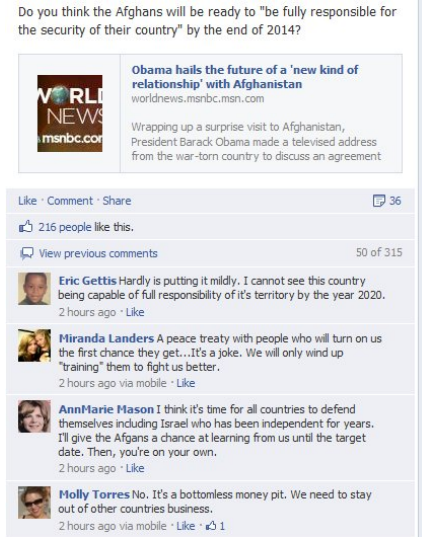 Do you think the Afghans will be ready to "be fully responsible for
the security of their country" by the end of 2014?
WORL
NEWS
msnbc.cor
Obama hails the future of a 'new kind of
relationship' with Afghanistan
worldnews.msnbc.msn.com
Wrapping up a surprise visit to Afghanistan,
President Barack Obama made a televised address
from the war-torn country to discuss an agreement
Like · Comment · Share
36
216 people like this.
View previous comments
50 of 315
Eric Gettis Hardly is putting it mildly. I cannot see this country
being capable of full responsibility of it's territory by the year 2020.
2 hours ago · Like
Miranda Landers A peace treaty with people who will turn on us
the first chance they get...It's a joke. We will only wind up
"training" them to fight us better.
2 hours ago via mobile · Like
AnnMarie Mason I think it's time for all countries to defend
themselves including Israel who has been independent for years.
I'll give the Afgans a chance at learning from us until the target
date. Then, you're on your own.
2 hours ago · Like
Molly Torres No. It's a bottomless money pit. We need to stay
out of other countries business.
2 hours ago via mobile · Like · 1